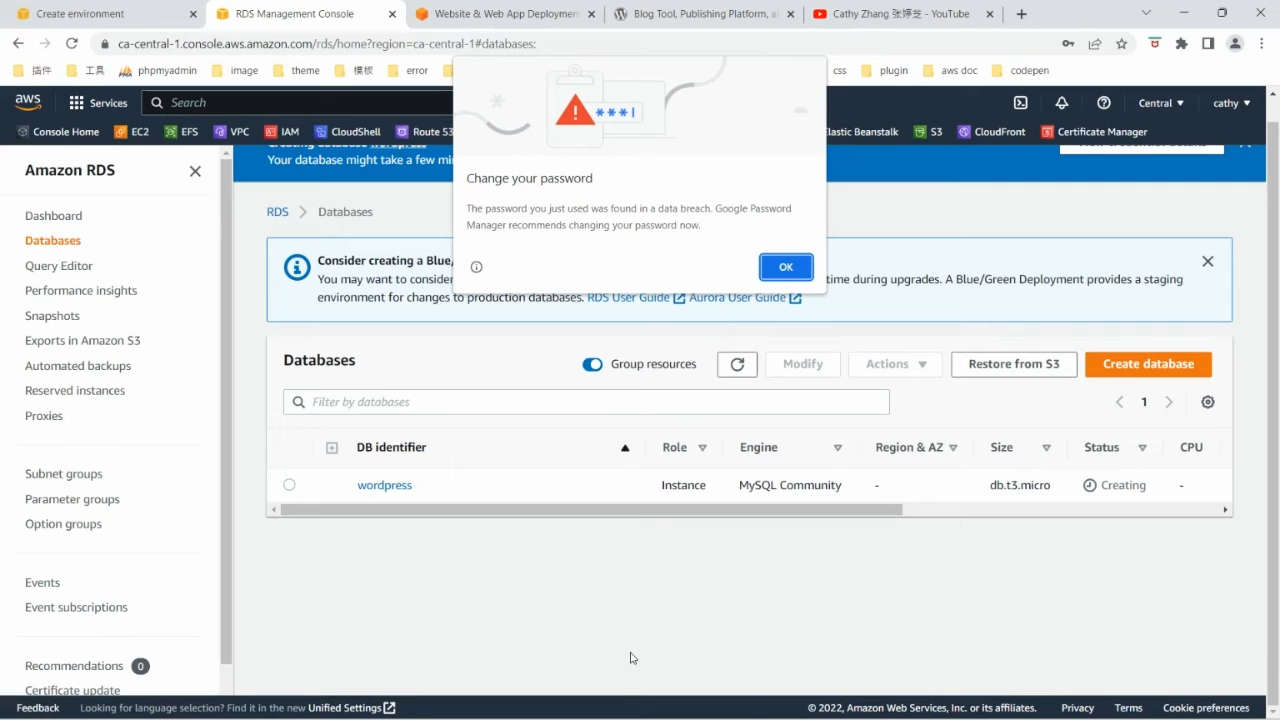 Create environment
RDS Management Console
Website & Web App Deployment
Blog Tool, Publishing Platform, a
Cathy Zhang 张婷芝 - YouTube
ca-central-1.console.aws.amazon.com/rds/home?region=ca-central-1#databases:
插件
工具
phpmyadmin
image
theme
模板
error
css
plugin
aws doc
codepen
aws
Services
Search
Central
cathy
Console Home
EC2
EFS
VPC
IAM
CloudShell
Route 53
Elastic Beanstalk
S3
CloudFront
Certificate Manager
Amazon RDS
Dashboard
Databases
Query Editor
Performance insights
Snapshots
Exports in Amazon S3
Automated backups
Reserved instances
Proxies
Subnet groups
Parameter groups
Option groups
Events
Event subscriptions
Recommendations 0
Certificate update
Creating database wordpress
Your database might take a few min
RDS
Databases
Change your password
The password you just used was found in a data breach. Google Password
Manager recommends changing your password now.
OK
Consider creating a Blue/
You may want to consider
time during upgrades. A Blue/Green Deployment provides a staging
environment for changes to production databases. RDS User Guide Aurora User Guide
Databases
Group resources
Modify
Actions
Restore from S3
Create database
Filter by databases
1
DB identifier
Role
Engine
Region & AZ
Size
Status
CPU
wordpress
Instance
MySQL Community
-
db.t3.micro
Creating
-
Feedback
Looking for language selection? Find it in the new Unified Settings
© 2022, Amazon Web Services, Inc. or its affiliates.
Privacy
Terms
Cookie preferences